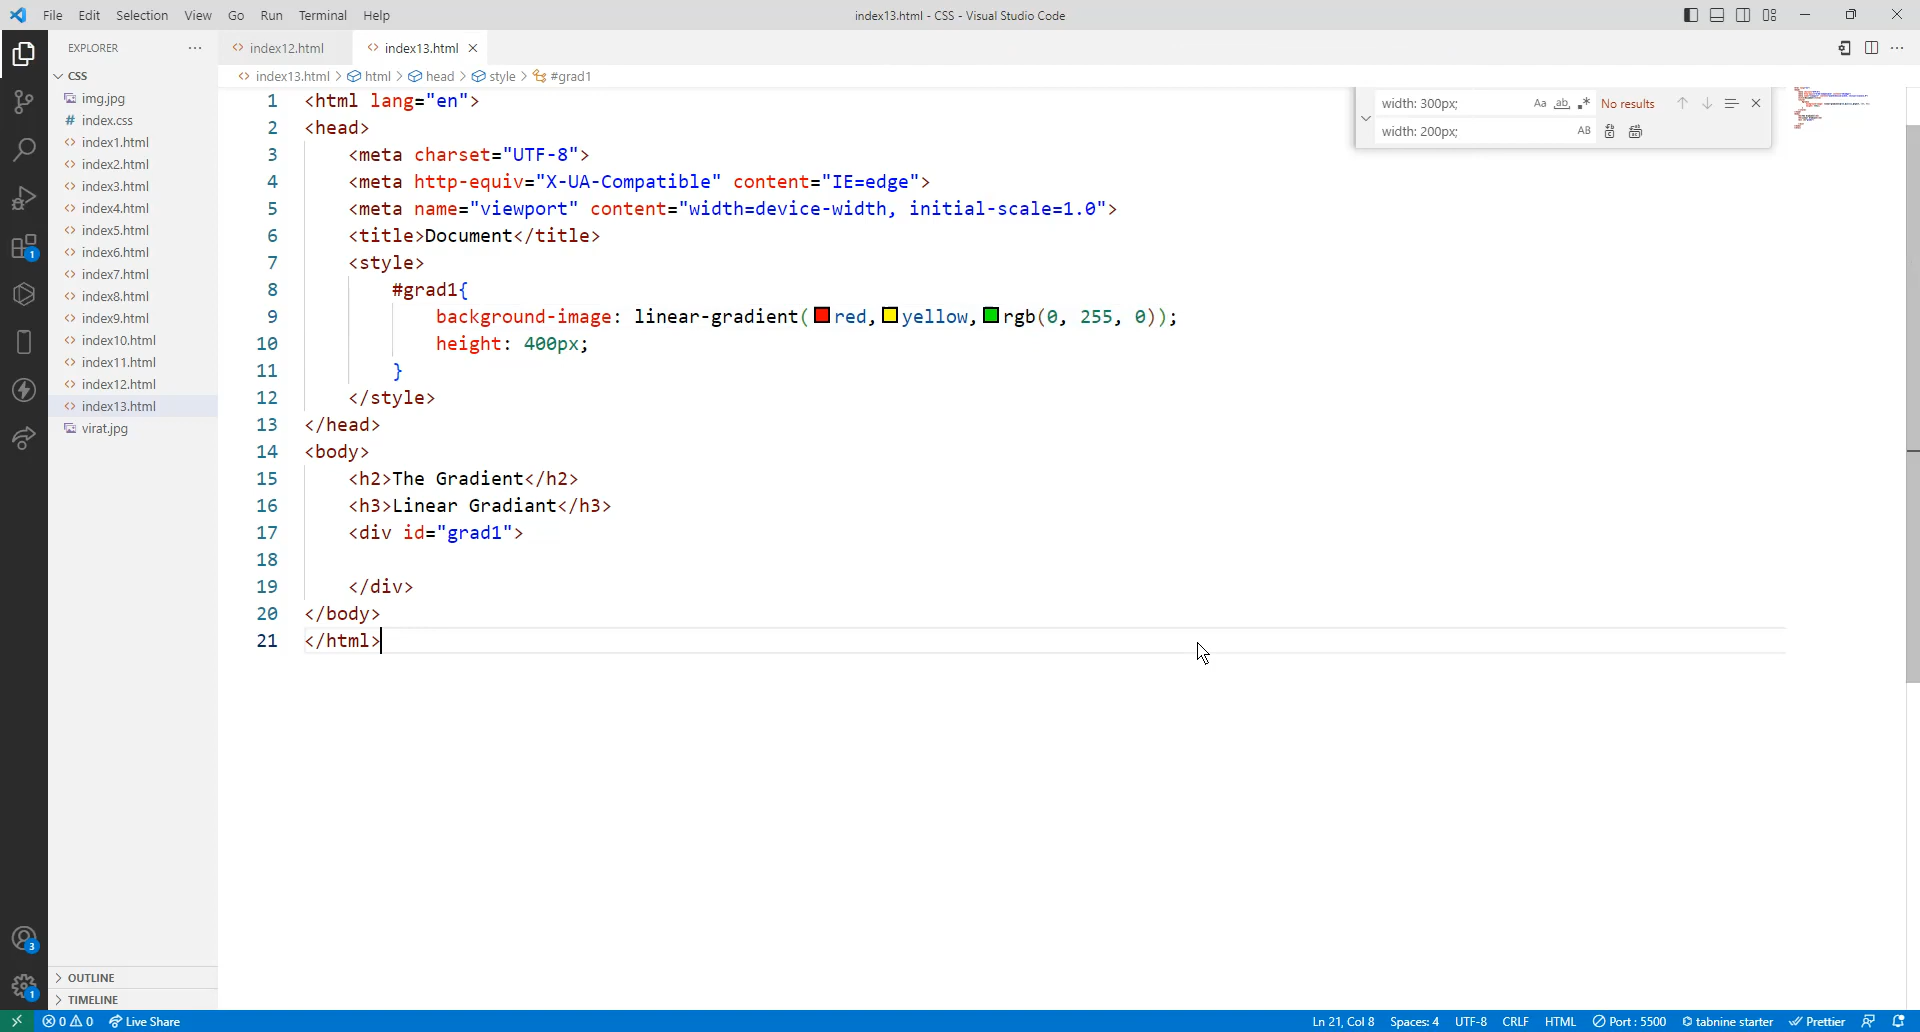 File Edit Selection View Go Run Terminal Help
index13.html - CSS - Visual Studio Code
EXPLORER
CSS
img.jpg
# index.css
index1.html
index2.html
index3.html
index4.html
index5.html
index6.html
index7.html
index8.html
index9.html
index10.html
index11.html
index12.html
index13.html
virat.jpg
OUTLINE
TIMELINE
index12.html index13.html
index13.html > html > head > style > #grad1
width: 300px; Aa ab No results
width: 200px; AB
1 <html lang="en">
2 <head>
3 <meta charset="UTF-8">
4 <meta http-equiv="X-UA-Compatible" content="IE=edge">
5 <meta name="viewport" content="width=device-width, initial-scale=1.0">
6 <title>Document</title>
7 <style>
8 #grad1{
9 background-image: linear-gradient(red,yellow,rgb(0, 255, 0));
10 height: 400px;
11 }
12 </style>
13 </head>
14 <body>
15 <h2>The Gradient</h2>
16 <h3>Linear Gradiant</h3>
17 <div id="grad1">
18
19 </div>
20 </body>
21 </html>
1
3
1
0 0 Live Share Ln 21, Col 8 Spaces: 4 UTF-8 CRLF HTML Port : 5500 tabnine starter Prettier